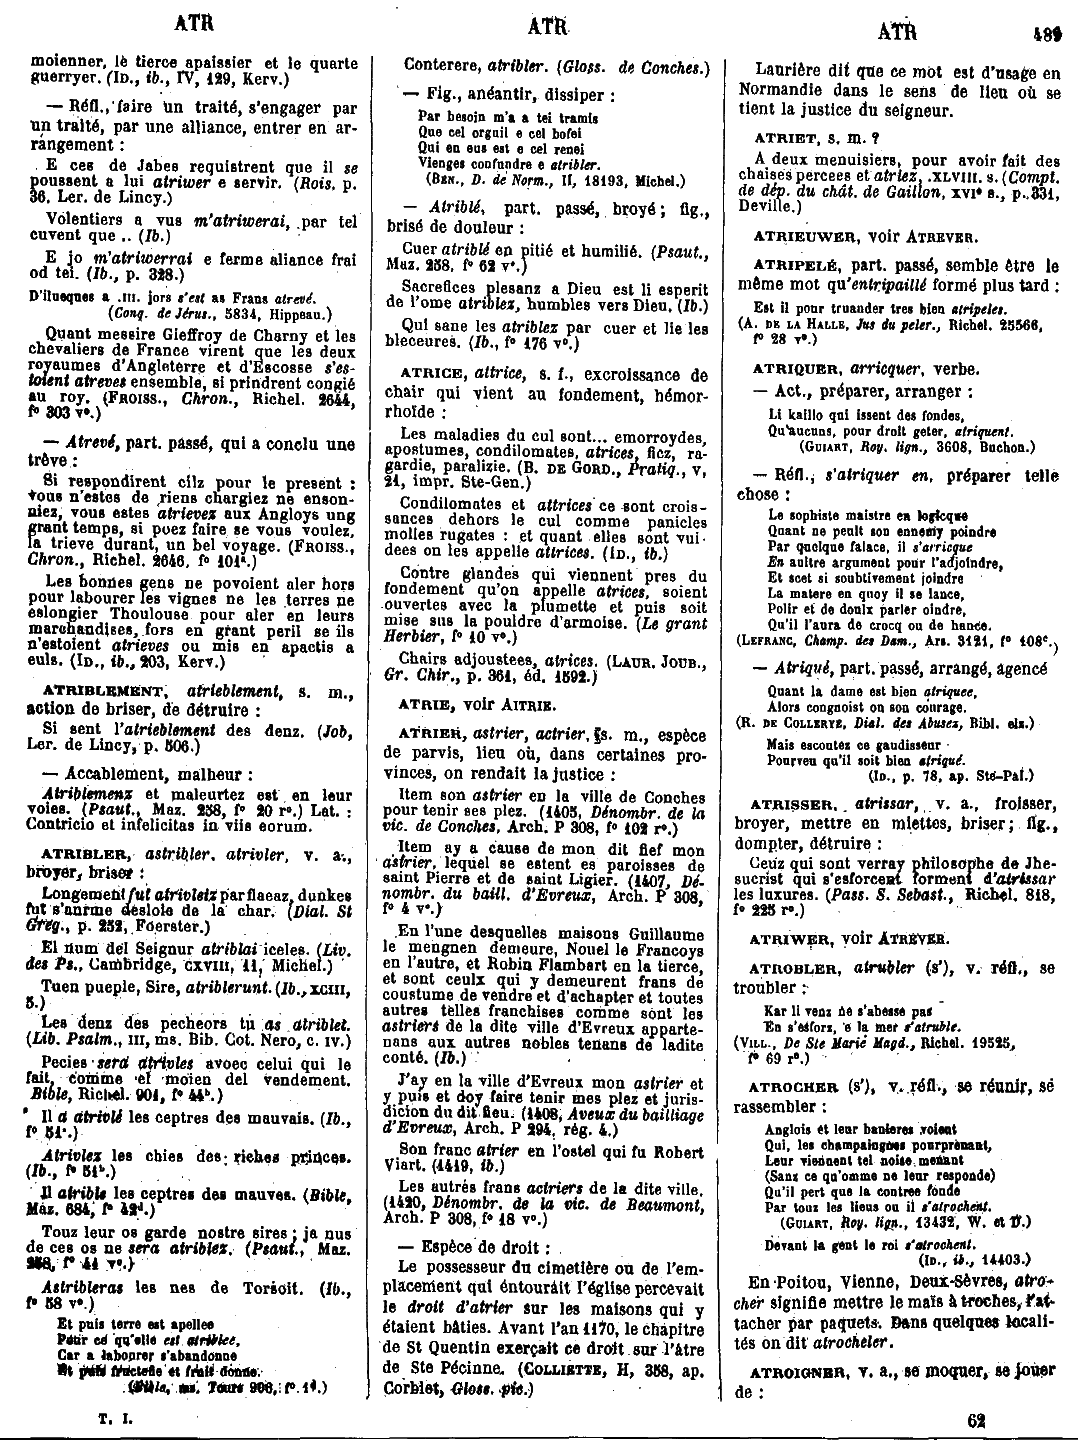 ATR
ATR
ATR 489
moienner, le tierce apaissier et le quarte
guerryer. (ID., ib., IV, 129, Kerv.)
— Réfl., faire un traité, s'engager par
un traité, par une alliance, entrer en ar-
rangement :
E ces de Jabes requistrent que il se
poussent a lui atriwer e servir. (Rois, p.
36, Ler. de Lincy.)
Volentiers a vus m'atriwerai, par tel
cuvent que .. (Ib.)
E jo m'atriwerrai e ferme aliance frai
od tei. (Ib., p. 328.)
D'ilueques a .III. jors s'est as Frans atrevé.
(Conq. de Jérus., 5834, Hippeau.)
Quant messire Gieffroy de Charny et les
chevaliers de France virent que les deux
royaumes d'Angleterre et d'Escosse s'es-
toient atreves ensemble, si prindrent congié
au roy. (FROISS., Chron., Richel. 2644,
f° 303 v°.)
— Atrevé, part. passé, qui a conclu une
trêve :
Si respondirent cilz pour le present :
vous n'estes de riens chargiez ne enson-
niez, vous estes atrievez aux Angloys ung
grant temps, si puez faire se vous voulez,
la trieve durant, un bel voyage. (FROISS.,
Chron., Richel. 2646, f° 101ᵃ.)
Les bonnes gens ne povoient aler hors
pour labourer les vignes ne les terres ne
eslongier Thoulouse pour aler en leurs
marchandises, fors en grant peril se ils
n'estoient atrieves ou mis en apactis a
euls. (ID., ib., 203, Kerv.)
ATRIBLEMENT, atrieblement, s. m.,
action de briser, de détruire :
Si sent l'atrieblement des denz. (Job,
Ler. de Lincy, p. 506.)
— Accablement, malheur :
Atriblemenz et maleurtez est en leur
voies. (Psaut., Maz. 258, f° 20 r°.) Lat. :
Contricio et infelicitas in viis eorum.
ATRIBLER, astribler, atrivler, v. a.,
broyer, briser :
Longement fut atrivleiz par flaeaz, dunkes
fut s'anrme desloie de la char. (Dial. St
Greg., p. 252, Foerster.)
El num del Seignur atriblai iceles. (Liv.
des Ps., Cambridge, CXVIII, 11, Michel.)
Tuen pueple, Sire, atriblerunt. (Ib., XCIII,
5.)
Les denz des pecheors tu as atriblet.
(Lib. Psalm., III, ms. Bib. Cot. Nero, c. IV.)
Pecies sera atrivles avoec celui qui le
fait, comme el moien del vendement.
Bible, Richel. 901, f° 44ᵇ.)
Il a atrivlé les ceptres des mauvais. (Ib.,
f° 51ᵃ.)
Atrivlez les chies des riches princes.
(Ib., f° 51ᵇ.)
Il atrible les ceptres des mauves. (Bible,
Maz. 684, f° 42ᵈ.)
Touz leur os garde nostre sires ; ja nus
de ces os ne sera atriblez. (Psaut., Maz.
258, f° 41 v°.)
Astribleras les nes de Torsoit. (Ib.,
f° 58 v°.)
Et puis terre est apellee
Pour ce qu'elle est atriblee,
Car a labourer s'abandonne
Et puis fructefie et fruit donne.
(Bible, ms. Tours 906, f° 1ᵈ.)
T. I.
Conterere, atribler. (Gloss. de Conches.)
— Fig., anéantir, dissiper :
Par besoin m'a a tei tramis
Que cel orguil e cel bofei
Qui en eus est e cel renei
Vienges confundre e atribler.
(BEN., D. de Norm., II, 18193, Michel.)
— Atriblé, part. passé, broyé ; fig.,
brisé de douleur :
Cuer atriblé en pitié et humilié. (Psaut.,
Maz. 258, f° 62 v°.)
Sacrefices plesanz a Dieu est li esperit
de l'ome atriblez, humbles vers Dieu. (Ib.)
Qui sane les atriblez par cuer et lie les
bleceures. (Ib., f° 176 v°.)
ATRICE, attrice, s. f., excroissance de
chair qui vient au fondement, hémor-
rhoïde :
Les maladies du cul sont... emorroydes,
apostumes, condilomates, atrices, ficz, ra-
gardie, paralizie. (B. DE GORD., Pratiq., V,
21, impr. Ste-Gen.)
Condilomates et attrices ce sont crois-
sances dehors le cul comme panicles
molles rugates : et quant elles sont vui-
dees on les appelle attrices. (ID., ib.)
Contre glandes qui viennent pres du
fondement qu'on appelle atrices, soient
ouvertes avec la plumette et puis soit
mise sus la pouldre d'armoise. (Le grant
Herbier, f° 10 v°.)
Chairs adjoustees, atrices. (LAUR. JOUB.,
Gr. Chir., p. 361, éd. 1592.)
ATRIE, voir AITRIE.
ATRIER, astrier, actrier, s. m., espèce
de parvis, lieu où, dans certaines pro-
vinces, on rendait la justice :
Item son astrier en la ville de Conches
pour tenir ses plez. (1405, Dénombr. de la
vic. de Conches, Arch. P 308, f° 102 r°.)
Item ay a cause de mon dit fief mon
astrier, lequel se estent es paroisses de
saint Pierre et de saint Ligier. (1407, Dé-
nombr. du baill. d'Evreux, Arch. P 308,
f° 4 v°.)
En l'une desquelles maisons Guillaume
le mengnen demeure, Nouel le Francoys
en l'autre, et Robin Flambart en la tierce,
et sont ceulx qui y demeurent frans de
coustume de vendre et d'achapter et toutes
autres telles franchises comme sont les
astriers de la dite ville d'Evreux apparte-
nans aux autres nobles tenans de ladite
conté. (Ib.)
J'ay en la ville d'Evreux mon astrier et
y puis et doy faire tenir mes plez et juris-
dicion du dit fieu. (1408, Aveux du bailliage
d'Evreux, Arch. P 294, rég. 4.)
Son franc atrier en l'ostel qui fu Robert
Viart. (1419, ib.)
Les autrés frans actriers de la dite ville.
(1420, Dénombr. de la vic. de Beaumont,
Arch. P 308, f° 18 v°.)
— Espèce de droit :
Le possesseur du cimetière ou de l'em-
placement qui entourait l'église percevait
le droit d'atrier sur les maisons qui y
étaient bâties. Avant l'an 1170, le chapitre
de St Quentin exerçait ce droit sur l'âtre
de Ste Pécinne. (COLLIETTE, H, 358, ap.
Corblet, Gloss. pic.)
Laurière dit que ce mot est d'usage en
Normandie dans le sens de lieu où se
tient la justice du seigneur.
ATRIET, s. m. ?
A deux menuisiers, pour avoir fait des
chaises percees et atriez, .XLVIII. s. (Compt.
de dép. du chât. de Gaillon, XVIᵉ s., p. 331,
Deville.)
ATRIEUWER, voir ATREVER.
ATRIPELÉ, part. passé, semble être le
même mot qu'entripaillé formé plus tard :
Est il pour truander tres bien atripeles.
(A. DE LA HALLE, Jus du peler., Richel. 25566,
f° 28 v°.)
ATRIQUER, arricquer, verbe.
— Act., préparer, arranger :
Li kaillo qui issent des fondes,
Qu'aucuns, pour droit geter, atriquent.
(GUIART, Roy. lign., 3608, Buchon.)
— Réfl., s'atriquer en, préparer telle
chose :
Le sophiste maistre en logicque
Quant ne peult son ennemy poindre
Par quelque falace, il s'arricque
En aultre argument pour l'adjoindre,
Et scet si soubtivement joindre
La matere en quoy il se lance,
Polir et de doulx parler oindre,
Qu'il l'aura de crocq ou de hance.
(LEFRANC, Champ. des Dam., Ars. 3121, f° 108ᶜ.)
— Atriqué, part. passé, arrangé, agencé
Quant la dame est bien atriquee,
Alors congnoist on son courage.
(R. DE COLLERYE, Dial. des Abusez, Bibl. elz.)
Mais escoutez ce gaudisseur
Pourveu qu'il soit bien atriqué.
(ID., p. 78, ap. Ste-Pal.)
ATRISSER, atrissar, v. a., froisser,
broyer, mettre en miettes, briser ; fig.,
dompter, détruire :
Ceuz qui sont verray philosophe de Jhe-
sucrist qui s'esforcent forment d'atrissar
les luxures. (Pass. S. Sebast., Richel. 818,
f° 225 r°.)
ATRIWER, voir ATREVER.
ATROBLER, atrubler (s'), v. réfl., se
troubler :
Kar li venz ne s'abesse pas
En s'esfors, e la mer s'atruble.
(VILL., De Ste Marie Magd., Richel. 19525,
f° 69 r°.)
ATROCHER (s'), v. réfl., se réunir, se
rassembler :
Anglois et leur banieres voient
Qui, les champaingnes pourprenant,
Leur viennent tel noise menant
(Sanz ce qu'omme ne leur responde)
Qu'il pert que la contree fonde
Par touz les lieus ou il s'atrochent.
(GUIART, Roy. lign., 13432, W. et D.)
Devant la gent le roi s'atrochent.
(ID., ib., 14403.)
En Poitou, Vienne, Deux-Sèvres, atro-
cher signifie mettre le maïs à troches, l'at-
tacher par paquets. Dans quelques locali-
tés on dit atrocheler.
ATROIGNER, v. a., se moquer, se jouer
de :
62